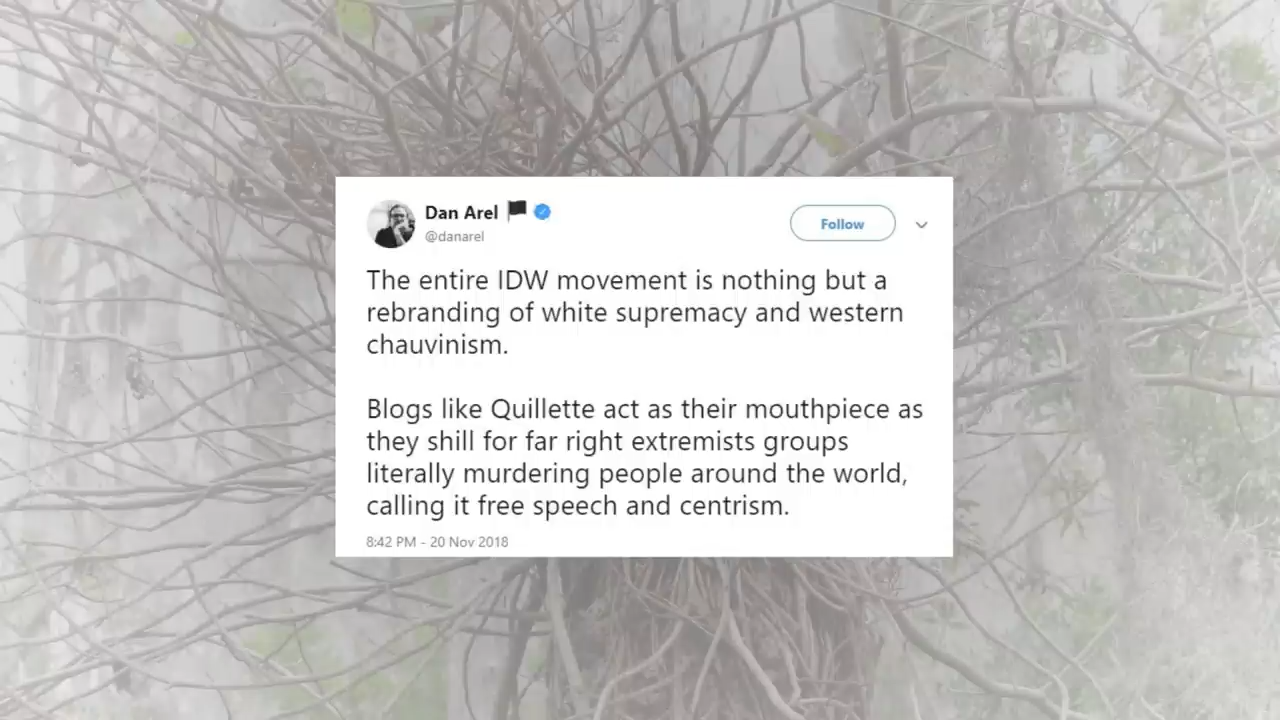 Dan Arel
@danarel
Follow
The entire IDW movement is nothing but a
rebranding of white supremacy and western
chauvinism.
Blogs like Quillette act as their mouthpiece as
they shill for far right extremists groups
literally murdering people around the world,
calling it free speech and centrism.
8:42 PM - 20 Nov 2018